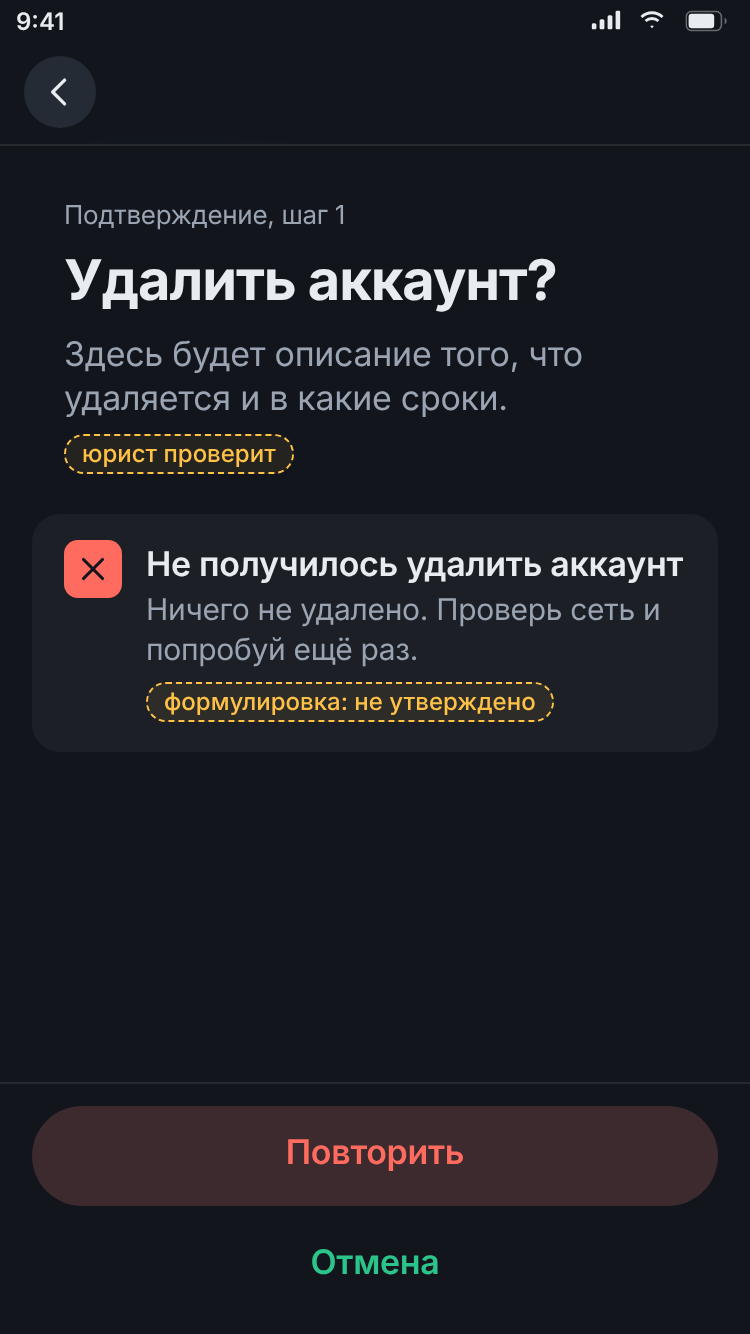 9:41
Подтверждение, шаг 1
Удалить аккаунт?
Здесь будет описание того, что
удаляется и в какие сроки.
юрист проверит
Не получилось удалить аккаунт
Ничего не удалено. Проверь сеть и
попробуй ещё раз.
формулировка: не утверждено
Повторить
Отмена